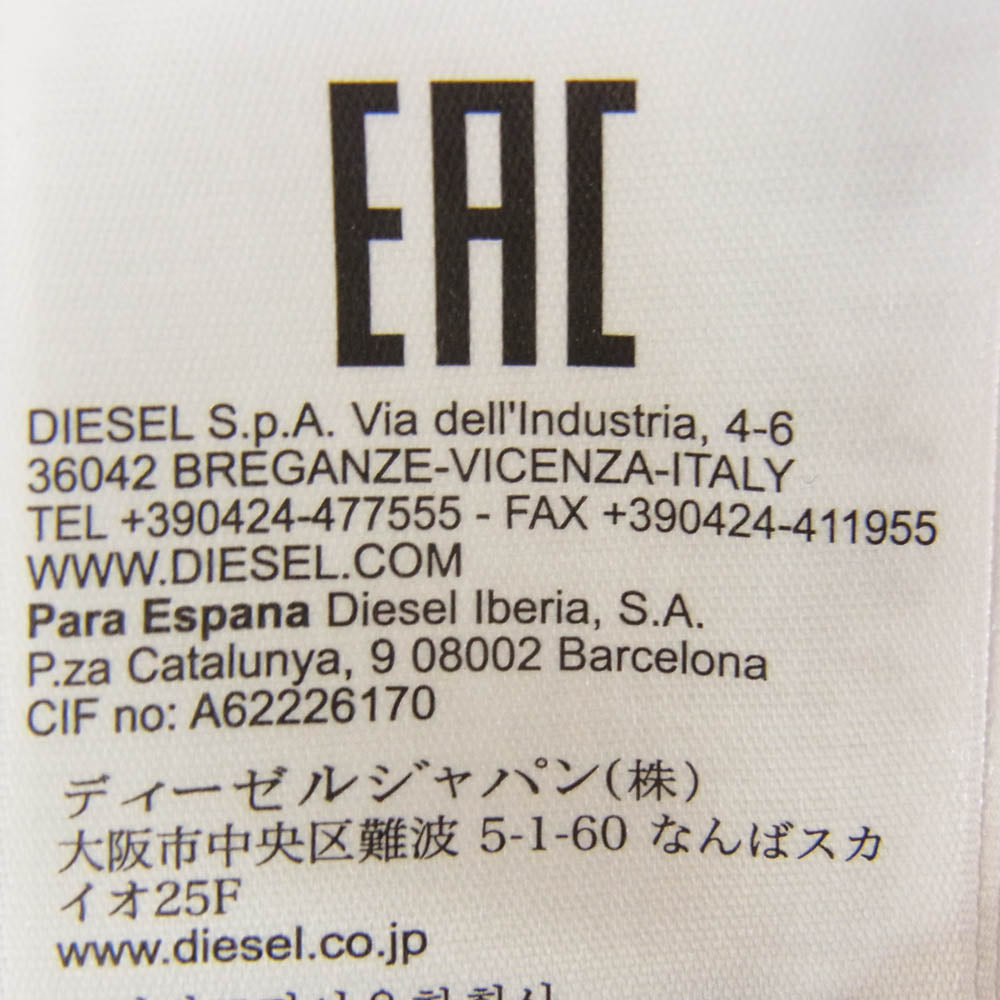 EAC
DIESEL S.p.A. Via dell'Industria, 4-6
36042 BREGANZE-VICENZA-ITALY
TEL +390424-477555 - FAX +390424-411955
WWW.DIESEL.COM
Para Espana Diesel Iberia, S.A.
P.za Catalunya, 9 08002 Barcelona
CIF no: A62226170
ディーゼルジャパン(株)
大阪市中央区難波 5-1-60 なんばスカ
イオ25F
www.diesel.co.jp